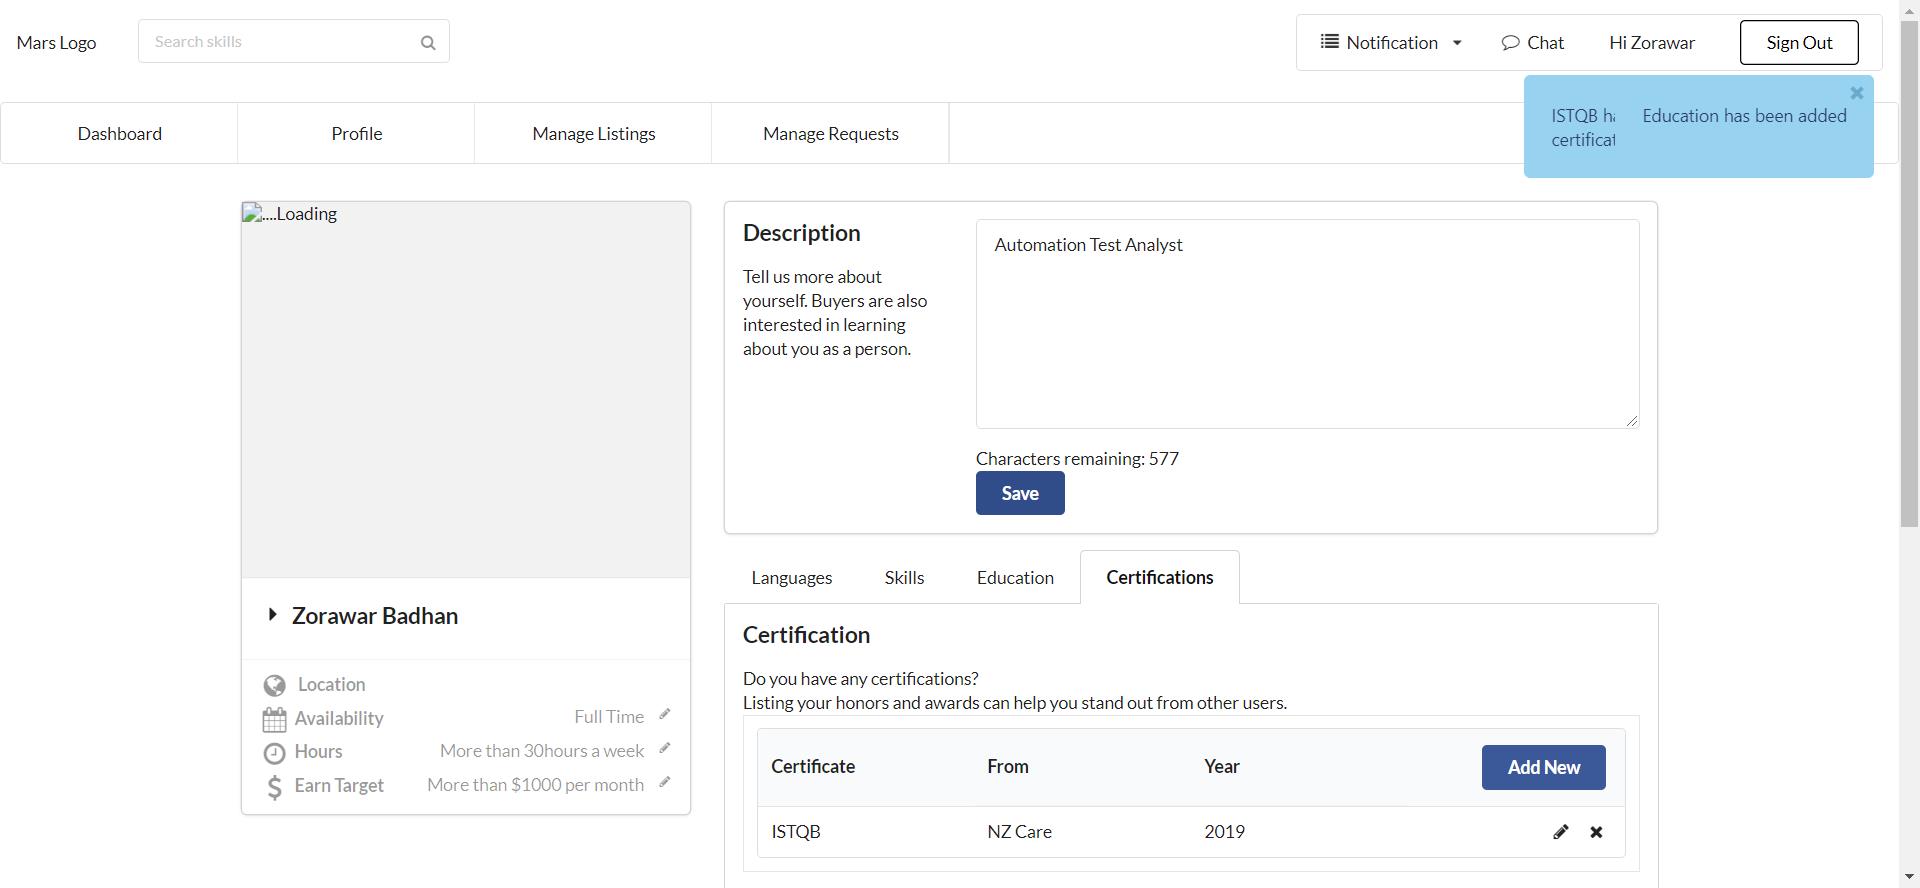 Mars Logo
Search skills
Notification
Chat
Hi Zorawar
Sign Out
Dashboard
Profile
Manage Listings
Manage Requests
ISTQB
Education has been added
....Loading
Description
Tell us more about
yourself. Buyers are also
interested in learning
about you as a person.
Automation Test Analyst
Characters remaining: 577
Save
Zorawar Badhan
Location
Availability
Full Time
Hours
More than 30hours a week
Earn Target
More than $1000 per month
Languages
Skills
Education
Certifications
Certification
Do you have any certifications?
Listing your honors and awards can help you stand out from other users.
Certificate
From
Year
Add New
ISTQB
NZ Care
2019